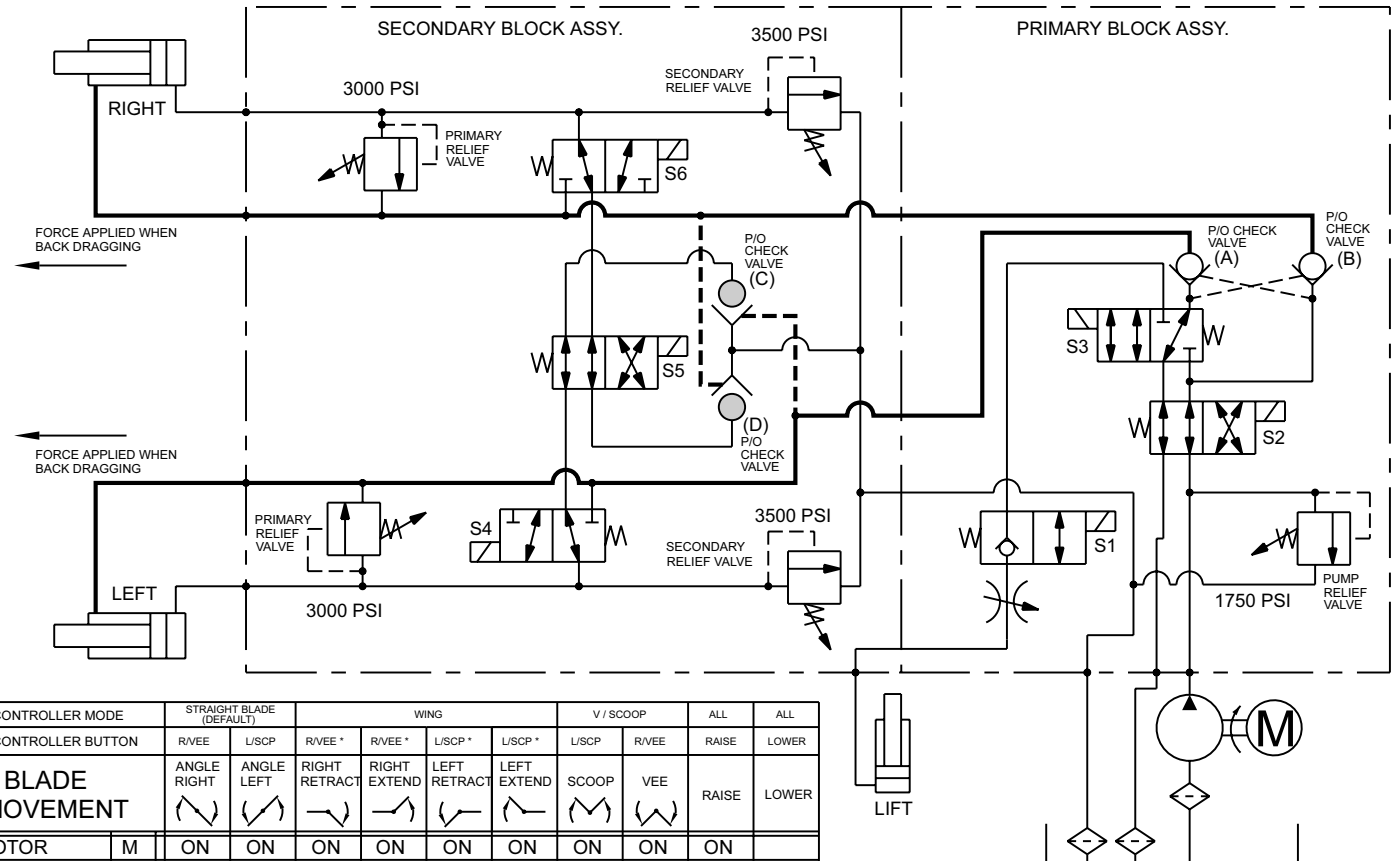 SECONDARY BLOCK ASSY.
PRIMARY BLOCK ASSY.
3500 PSI
SECONDARY
RELIEF VALVE
RIGHT
3000 PSI
PRIMARY
RELIEF
VALVE
S6
FORCE APPLIED WHEN
BACK DRAGGING
P/O
CHECK
VALVE
(C)
P/O CHECK
VALVE
(A)
P/O
CHECK
VALVE
(B)
S3
S5
(D)
P/O
CHECK
VALVE
S2
FORCE APPLIED WHEN
BACK DRAGGING
PRIMARY
RELIEF
VALVE
S4
3500 PSI
SECONDARY
RELIEF VALVE
S1
LEFT
3000 PSI
1750 PSI
PUMP
RELIEF
VALVE
M
LIFT
CONTROLLER MODE STRAIGHT BLADE (DEFAULT) WING V / SCOOP ALL ALL
CONTROLLER BUTTON R/VEE L/SCP R/VEE * R/VEE * L/SCP * L/SCP * L/SCP R/VEE RAISE LOWER
BLADE
MOVEMENT
ANGLE RIGHT ANGLE LEFT RIGHT RETRACT RIGHT EXTEND LEFT RETRACT LEFT EXTEND SCOOP VEE RAISE LOWER
MOTOR M ON ON ON ON ON ON ON ON ON